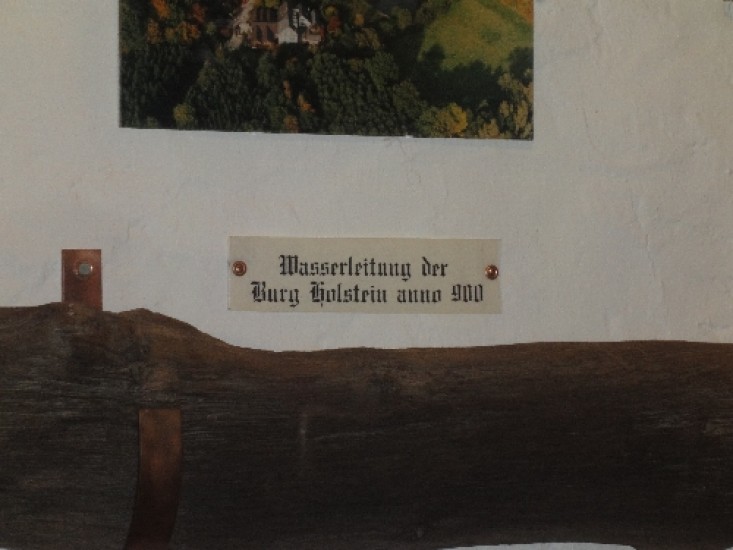 Wasserleitung der
Burg Holstein anno 900